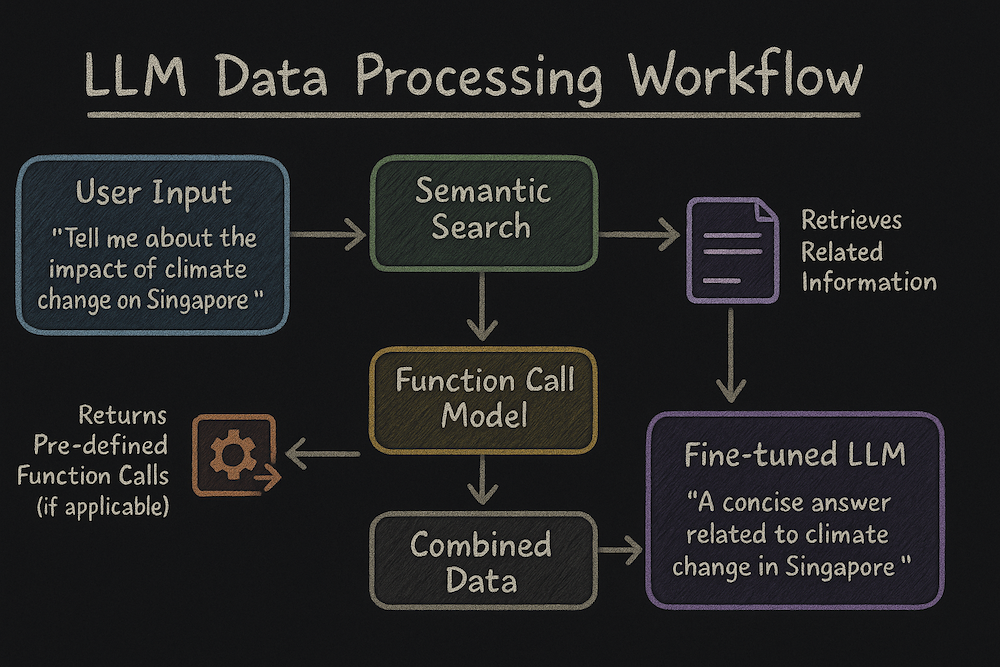 LLM Data Processing Workflow
User Input
"Tell me about the
impact of climate
change on Singapore "
Semantic
Search
Retrieves
Related
Information
Function Call
Model
Returns
Pre-defined
Function Calls
(if applicable)
Combined
Data
Fine-tuned LLM
"A concise answer
related to climate
change in Singapore "